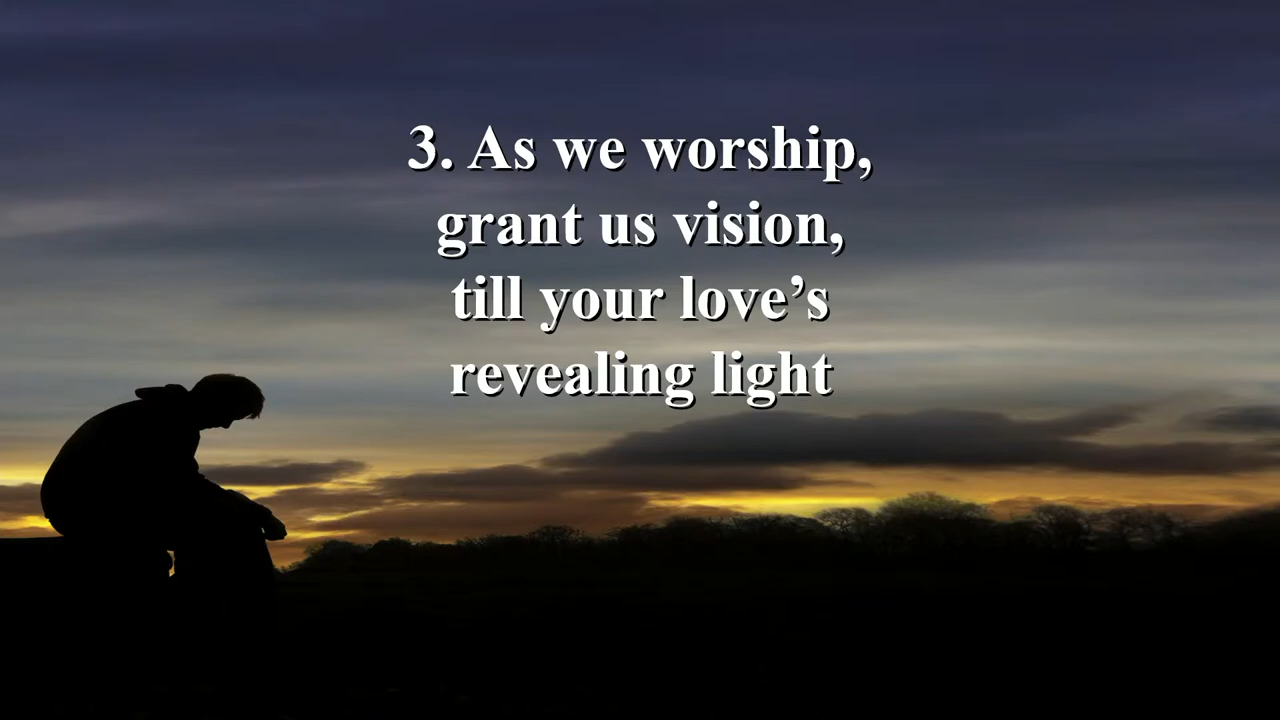 3. As we worship,
grant us vision,
till your love’s
revealing light